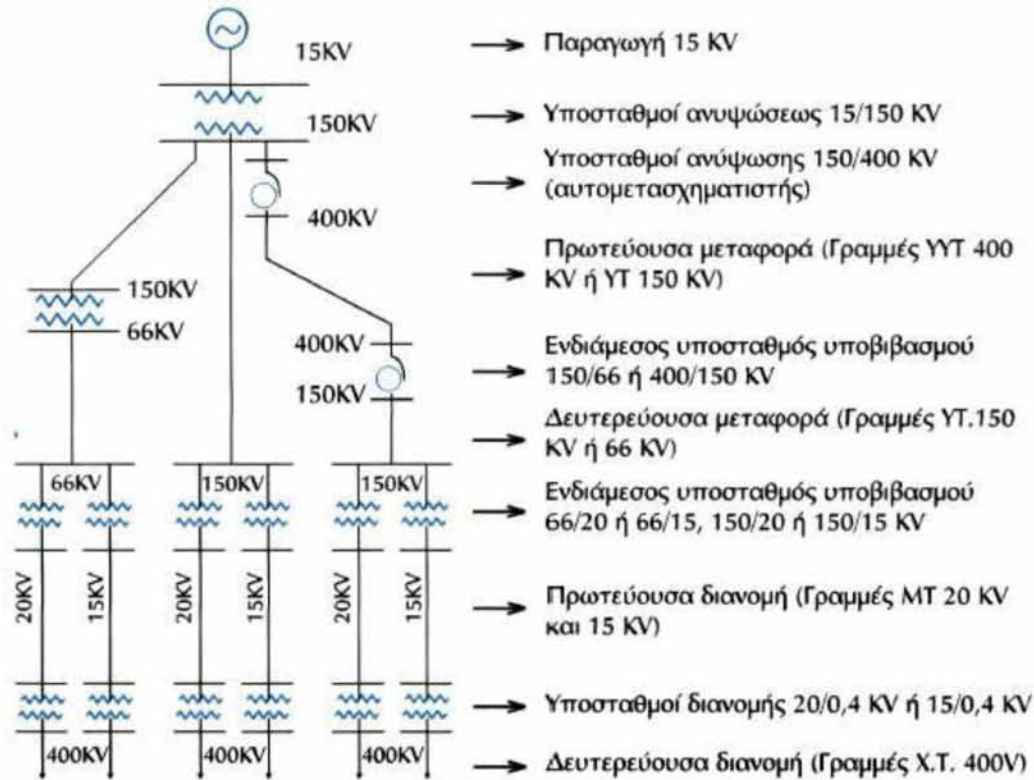 15KV
Παραγωγή 15 KV
150KV
Υποσταθμοί ανυψώσεως 15/150 KV
Υποσταθμοί ανύψωσης 150/400 KV
(αυτομετασχηματιστής)
400KV
Πρωτεύουσα μεταφορά (Γραμμές ΥΥΤ 400
KV ή ΥΤ 150 KV)
150KV
66KV
400KV
150KV
Ενδιάμεσος υποσταθμός υποβιβασμού
150/66 ή 400/150 KV
Δευτερεύουσα μεταφορά (Γραμμές ΥΤ.150
KV ή 66 KV)
66KV
150KV
150KV
Ενδιάμεσος υποσταθμός υποβιβασμού
66/20 ή 66/15, 150/20 ή 150/15 KV
20KV
15KV
20KV
15KV
20KV
15KV
Πρωτεύουσα διανομή (Γραμμές ΜΤ 20 KV
και 15 KV)
Υποσταθμοί διανομής 20/0,4 KV ή 15/0,4 KV
400KV
400KV
400KV
Δευτερεύουσα διανομή (Γραμμές Χ.Τ. 400V)